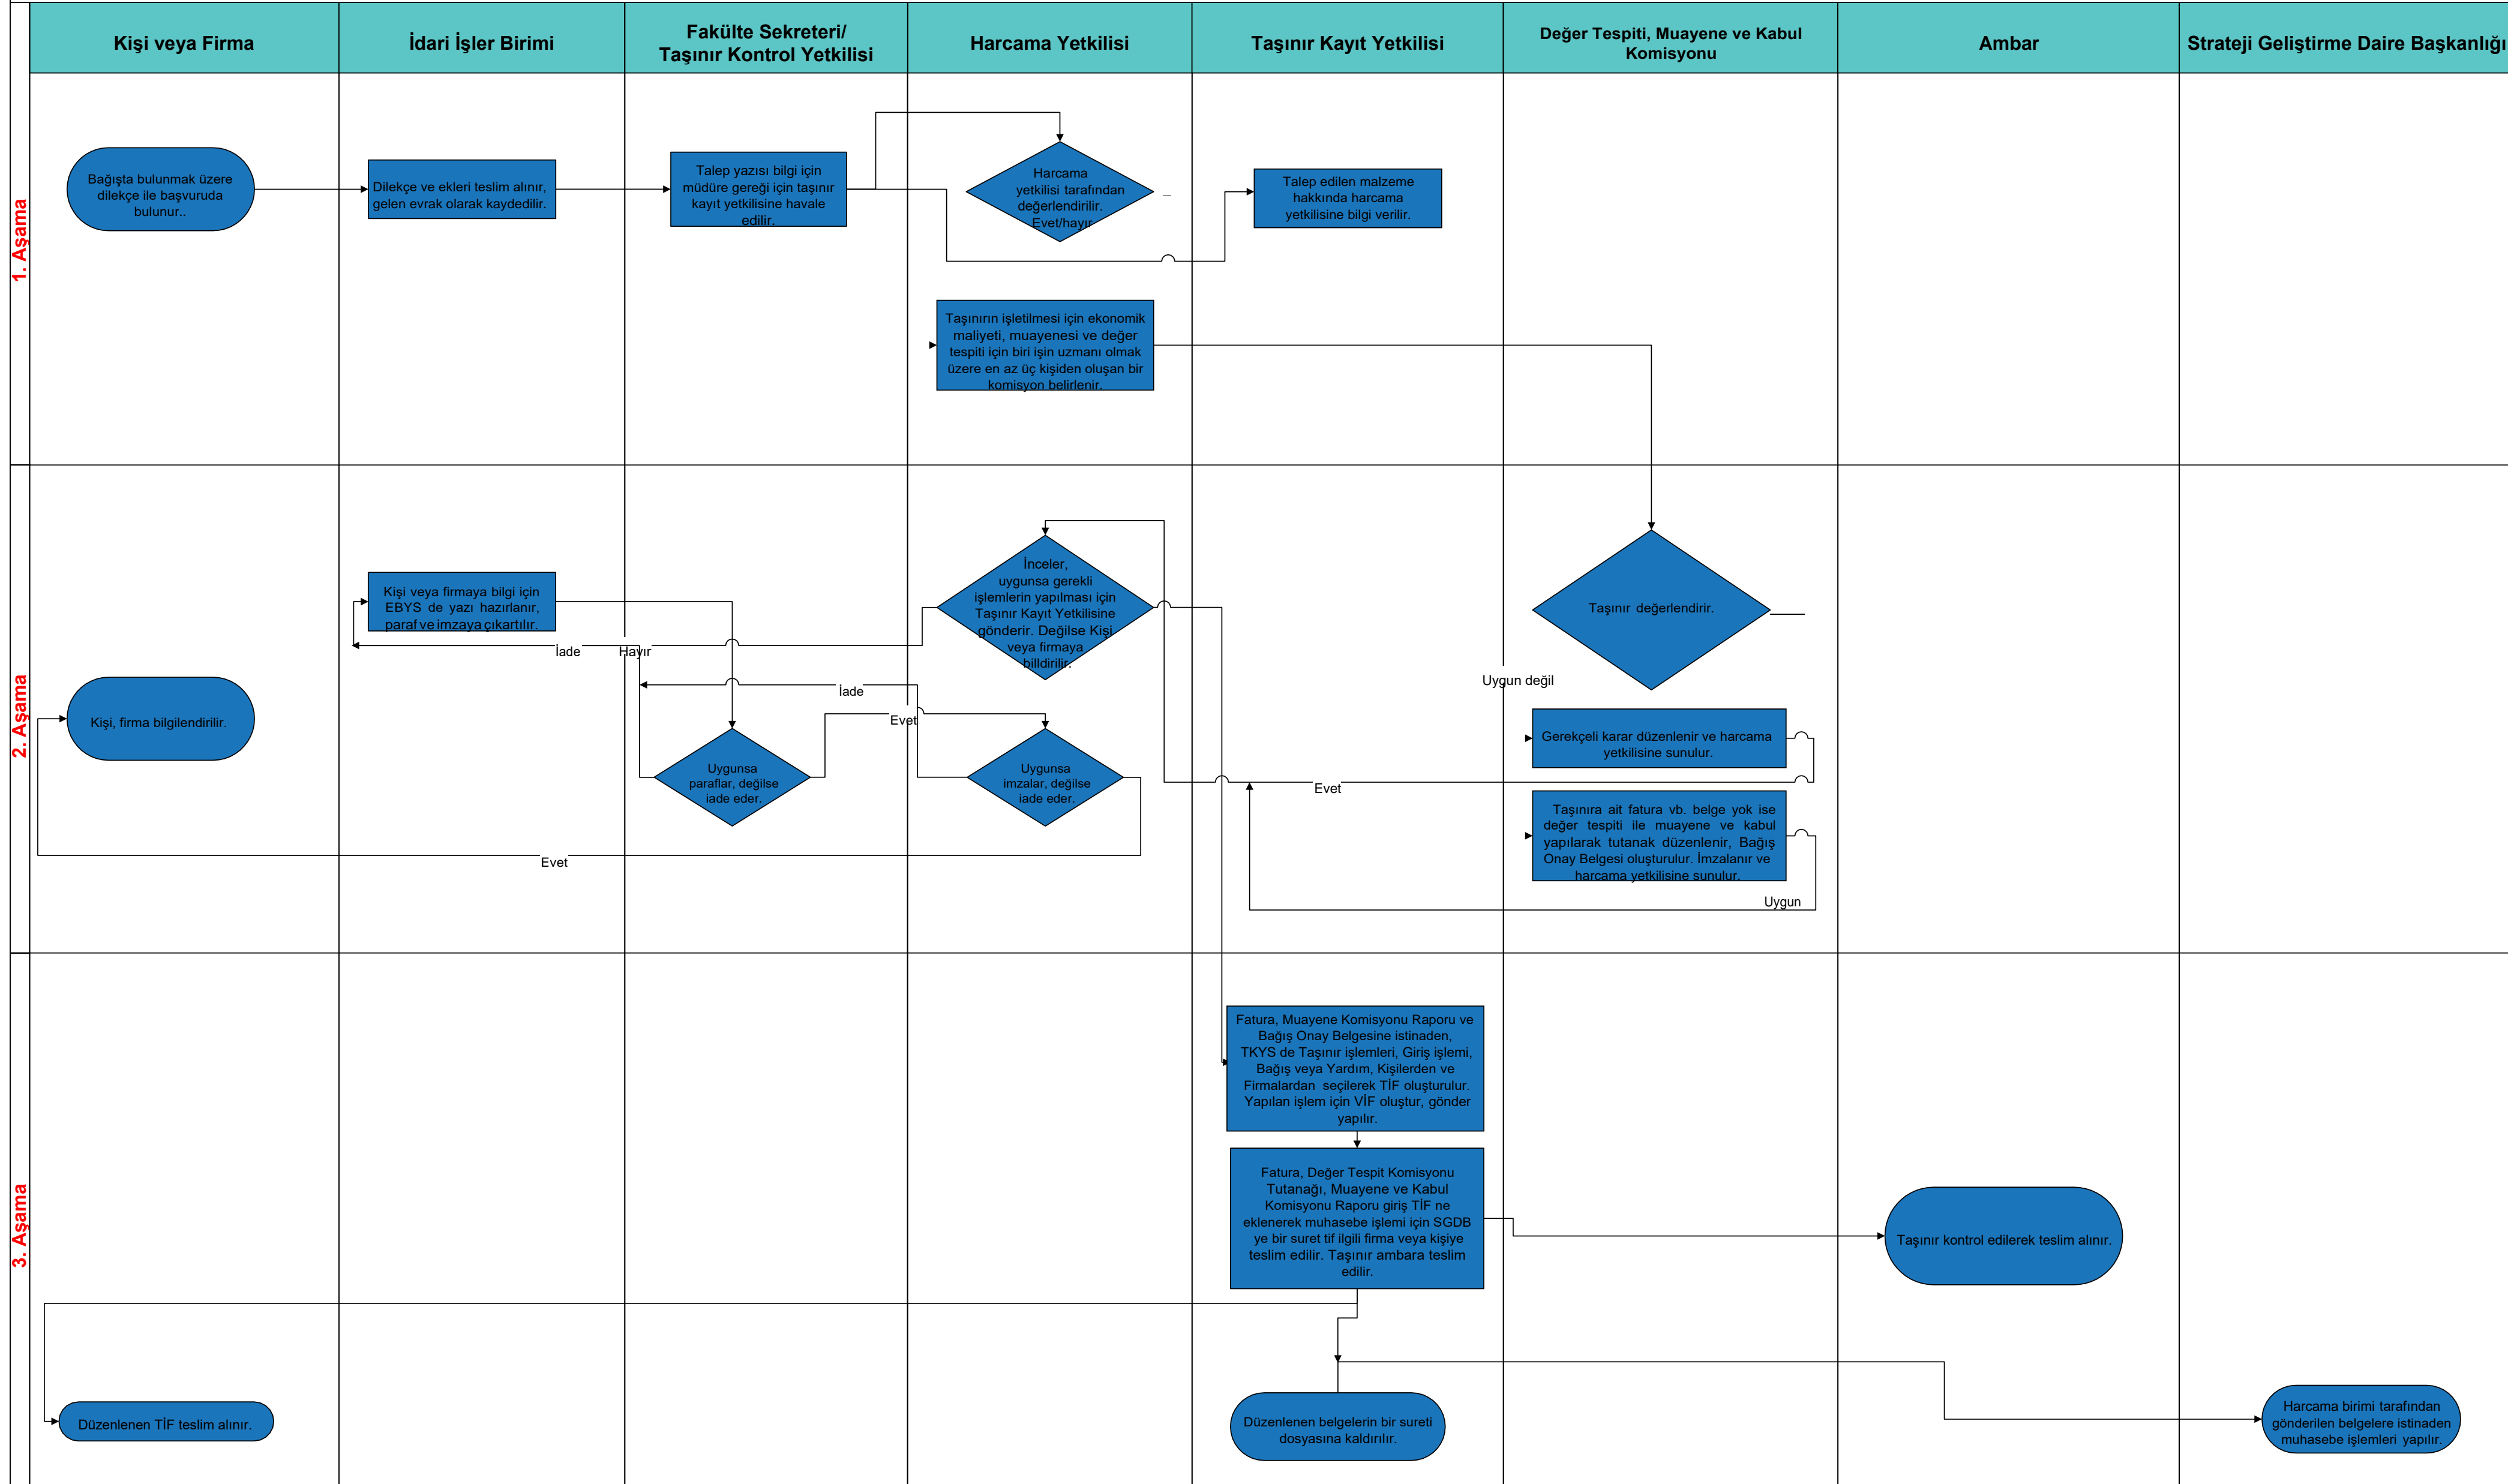 Kişi veya Firma
İdari İşler Birimi
Fakülte Sekreteri/
Taşınır Kontrol Yetkilisi
Harcama Yetkilisi
Taşınır Kayıt Yetkilisi
Değer Tespiti, Muayene ve Kabul
Komisyonu
Ambar
Strateji Geliştirme Daire Başkanlığı
1. Aşama
Bağışta bulunmak üzere
dilekçe ile başvuruda
bulunur..
Dilekçe ve ekleri teslim alınır,
gelen evrak olarak kaydedilir.
Talep yazısı bilgi için
müdüre gereği için taşınır
kayıt yetkilisine havale
edilir.
Harcama
yetkilisi tarafından
değerlendirilir.
Evet/hayır
Talep edilen malzeme
hakkında harcama
yetkilisine bilgi verilir.
Taşınırın işletilmesi için ekonomik
maliyeti, muayenesi ve değer
tespiti için biri işin uzmanı olmak
üzere en az üç kişiden oluşan bir
komisyon belirlenir.
2. Aşama
Kişi veya firmaya bilgi için
EBYS de yazı hazırlanır,
paraf ve imzaya çıkartılır.
İnceler,
uygunsa gerekli
işlemlerin yapılması için
Taşınır Kayıt Yetkilisine
gönderir. Değilse Kişi
veya firmaya
billdirilir.
Taşınır değerlendirir.
İade
Hayır
İade
Uygun değil
Kişi, firma bilgilendirilir.
Evet
Uygunsa
paraflar, değilse
iade eder.
Uygunsa
imzalar, değilse
iade eder.
Gerekçeli karar düzenlenir ve harcama
yetkilisine sunulur.
Evet
Taşınıra ait fatura vb. belge yok ise
değer tespiti ile muayene ve kabul
yapılarak tutanak düzenlenir, Bağış
Onay Belgesi oluşturulur. İmzalanır ve
harcama yetkilisine sunulur.
Evet
Uygun
3. Aşama
Fatura, Muayene Komisyonu Raporu ve
Bağış Onay Belgesine istinaden,
TKYS de Taşınır işlemleri, Giriş işlemi,
Bağış veya Yardım, Kişilerden ve
Firmalardan seçilerek TİF oluşturulur.
Yapılan işlem için VİF oluştur, gönder
yapılır.
Fatura, Değer Tespit Komisyonu
Tutanağı, Muayene ve Kabul
Komisyonu Raporu giriş TİF ne
eklenerek muhasebe işlemi için SGDB
ye bir suret tif ilgili firma veya kişiye
teslim edilir. Taşınır ambara teslim
edilir.
Taşınır kontrol edilerek teslim alınır.
Düzenlenen TİF teslim alınır.
Düzenlenen belgelerin bir sureti
dosyasına kaldırılır.
Harcama birimi tarafından
gönderilen belgelere istinaden
muhasebe işlemleri yapılır.